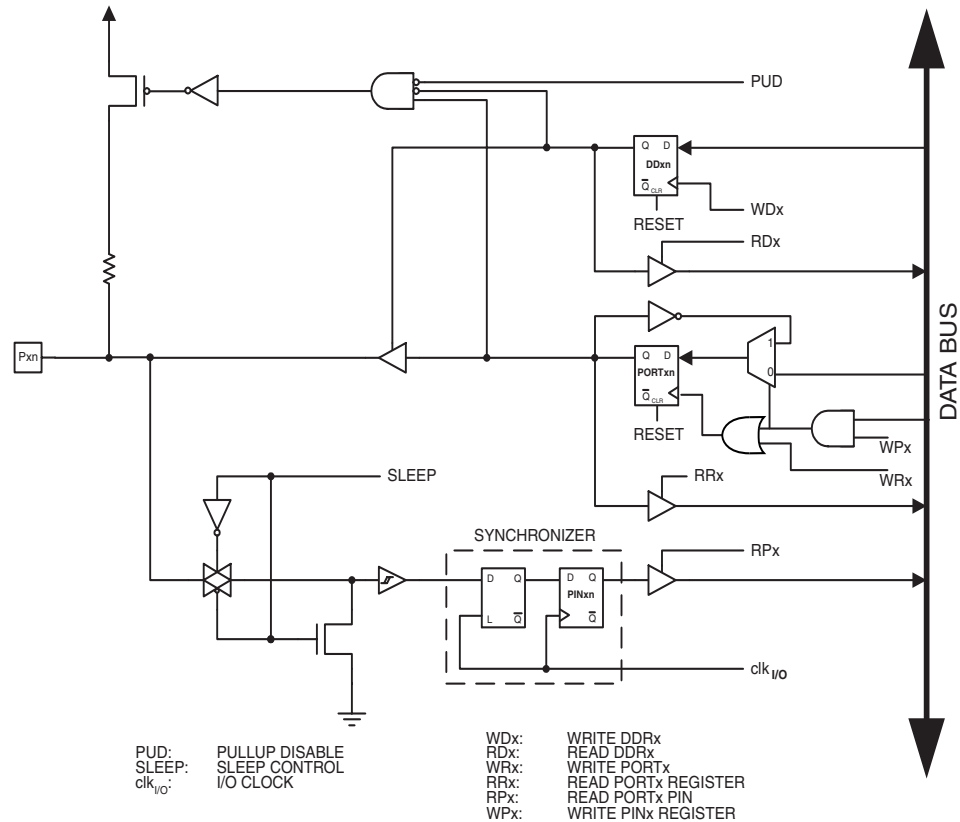 PUD
Q D
DDxn
Q CLR
WDx
RESET
RDx
Pxn
1
Q D
PORTxn
0
Q CLR
RESET
WPx
WRx
RRx
SLEEP
SYNCHRONIZER
RPx
D Q
D Q
PINxn
L Q
Q
clk I/O
DATA BUS
PUD: PULLUP DISABLE
SLEEP: SLEEP CONTROL
clkI/O: I/O CLOCK
WDx: WRITE DDRx
RDx: READ DDRx
WRx: WRITE PORTx
RRx: READ PORTx REGISTER
RPx: READ PORTx PIN
WPx: WRITE PINx REGISTER